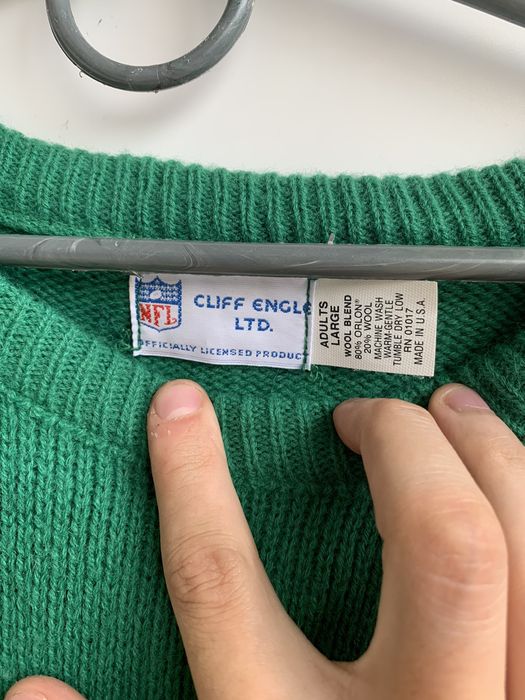 NFL
CLIFF ENGLE
LTD.
OFFICIALLY LICENSED PRODUCT
ADULTS
LARGE
WOOL BLEND
80% ORLON®
20% WOOL
MACHINE WASH
WARM-GENTLE
TUMBLE DRY LOW
RN 01017
MADE IN U.S.A.